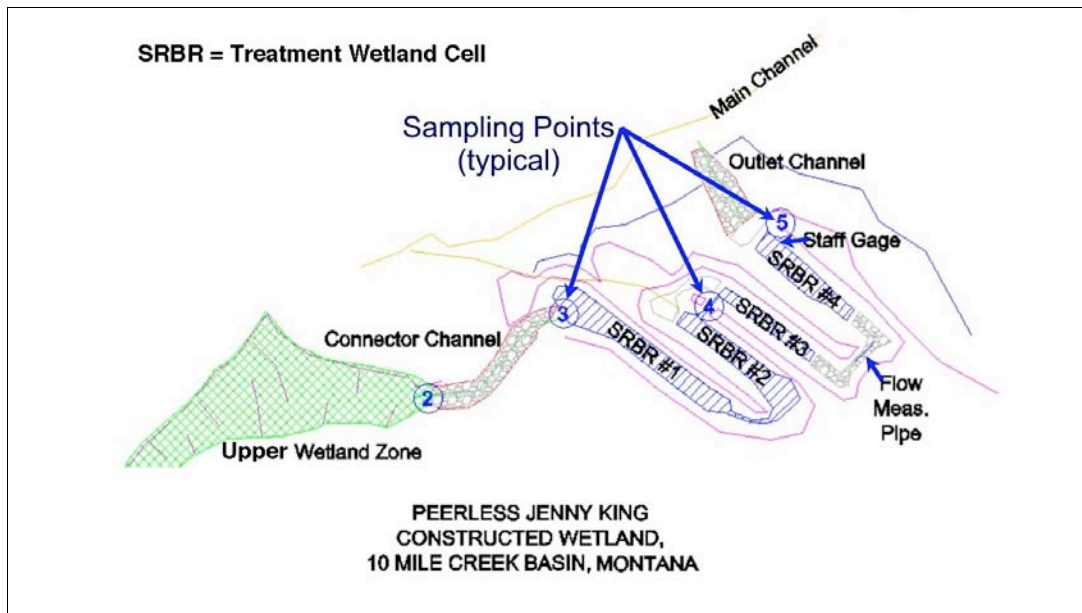 SRBR = Treatment Wetland Cell
Main Channel
Sampling Points
(typical)
Outlet Channel
5
Staff Gage
SRBR #4
4
SRBR #3
3
Connector Channel
SRBR #1
SRBR #2
Flow
Meas.
Pipe
2
Upper Wetland Zone
PEERLESS JENNY KING
CONSTRUCTED WETLAND,
10 MILE CREEK BASIN, MONTANA